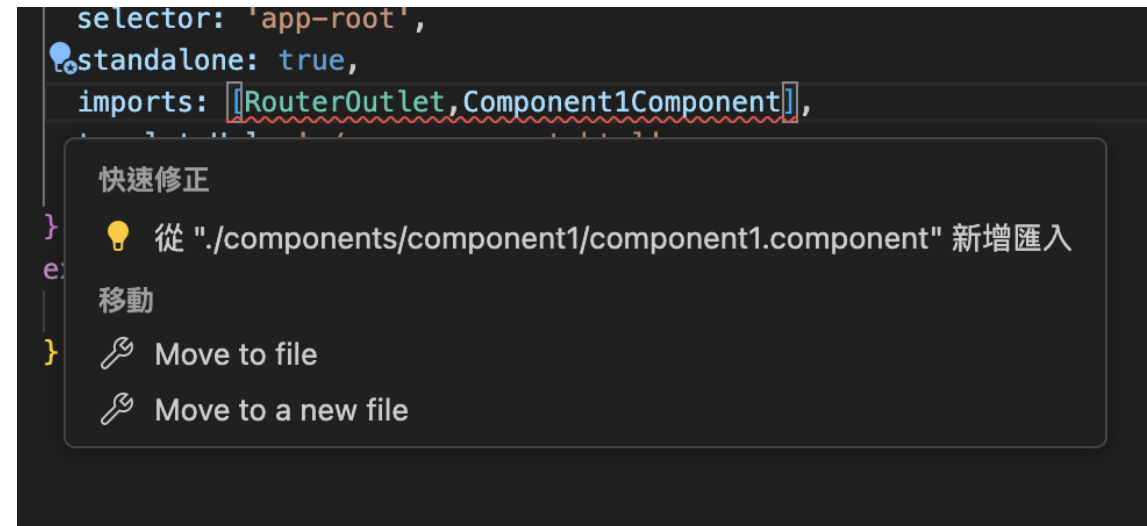 selector: 'app-root',
standalone: true,
imports: [RouterOutlet,Component1Component],
快速修正
從 "./components/component1/component1.component" 新增匯入
}
移動
Move to file
}
Move to a new file